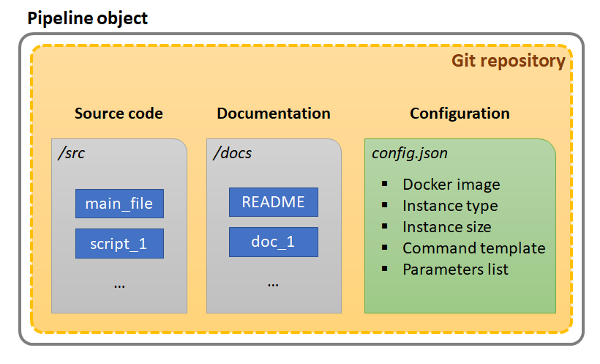 Pipeline object
Git repository
Source code
Documentation
Configuration
/src
main_file
script_1
...
/docs
README
doc_1
...
config.json
▪ Docker image
▪ Instance type
▪ Instance size
▪ Command template
▪ Parameters list